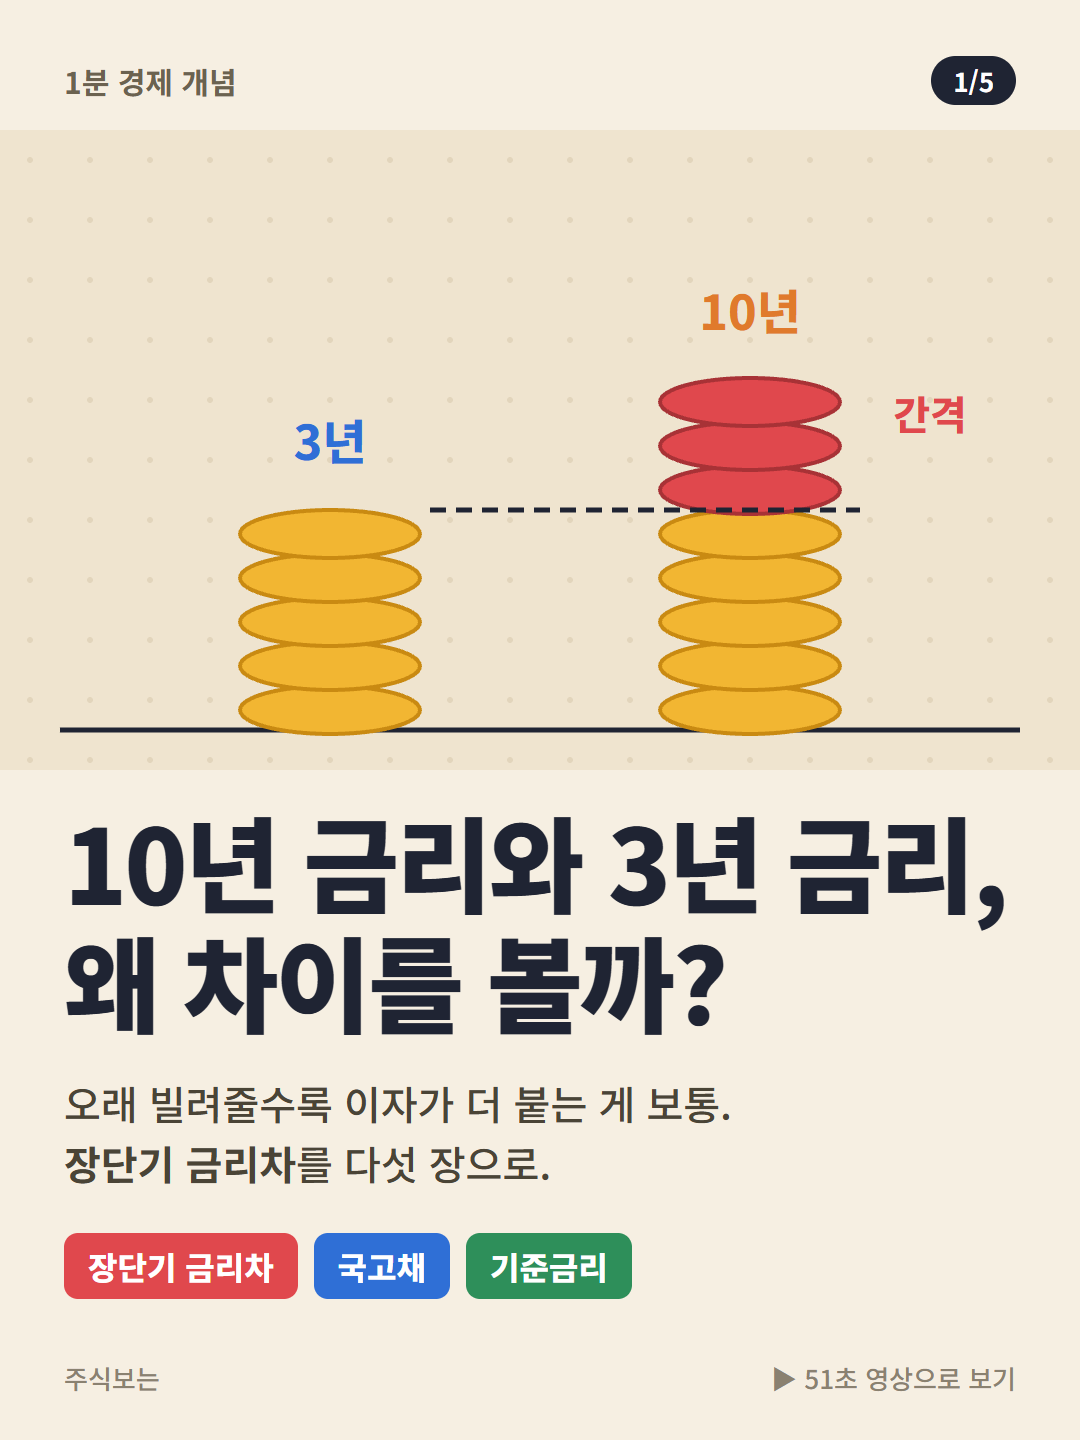 1분 경제 개념
1/5
10년
3년
간격
10년 금리와 3년 금리,
왜 차이를 볼까?
오래 빌려줄수록 이자가 더 붙는 게 보통.
장단기 금리차를 다섯 장으로.
장단기 금리차
국고채
기준금리
주식보는
▶ 51초 영상으로 보기